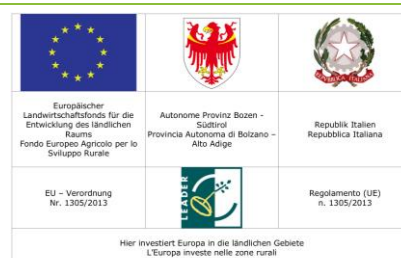 Europäischer
Landwirtschaftsfonds für die
Entwicklung des ländlichen
Raums
Fondo Europeo Agricolo per lo
Sviluppo Rurale
Autonome Provinz Bozen -
Südtirol
Provincia Autonoma di Bolzano –
Alto Adige
Republik Italien
Repubblica Italiana
EU – Verordnung
Nr. 1305/2013
LEADER
Regolamento (UE)
n. 1305/2013
Hier investiert Europa in die ländlichen Gebiete
L'Europa investe nelle zone rurali